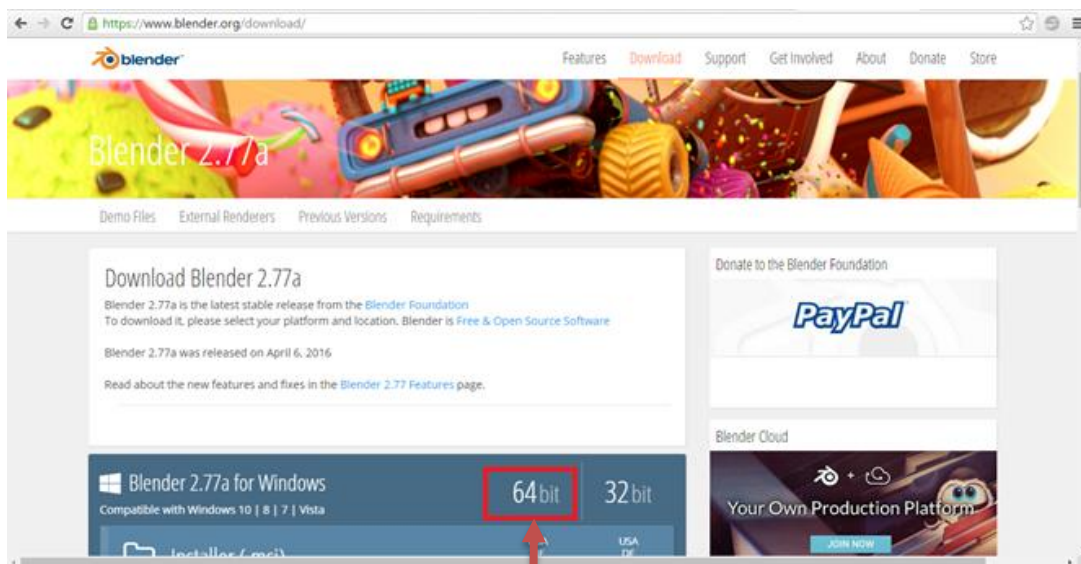 https://www.blender.org/download/
blender
Features Download Support Get Involved About Donate Store
Blender 2.77a
Demo Files External Renderers Previous Versions Requirements
Download Blender 2.77a
Blender 2.77a is the latest stable release from the Blender Foundation
To download it, please select your platform and location. Blender is Free & Open Source Software
Blender 2.77a was released on April 6, 2016
Read about the new features and fixes in the Blender 2.77 Features page.
Blender 2.77a for Windows
Compatible with Windows 10 | 8 | 7 | Vista
64 bit
32 bit
Installer (.msi)
USA
DE
Donate to the Blender Foundation
PayPal
Blender Cloud
+
Your Own Production Platform
JOIN NOW